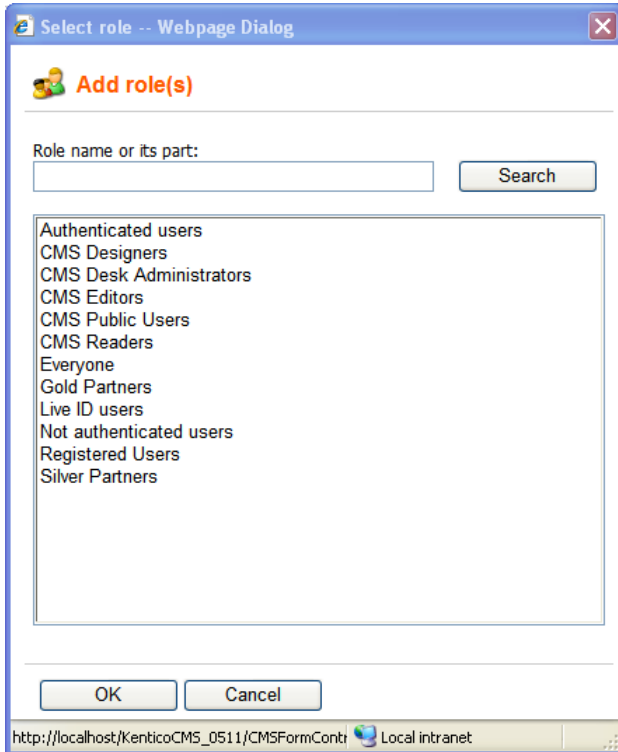 Select role -- Webpage Dialog
Add role(s)
Role name or its part:
Search
Authenticated users
CMS Designers
CMS Desk Administrators
CMS Editors
CMS Public Users
CMS Readers
Everyone
Gold Partners
Live ID users
Not authenticated users
Registered Users
Silver Partners
OK Cancel
http://localhost/KenticoCMS_0511/CMSFormContr Local intranet